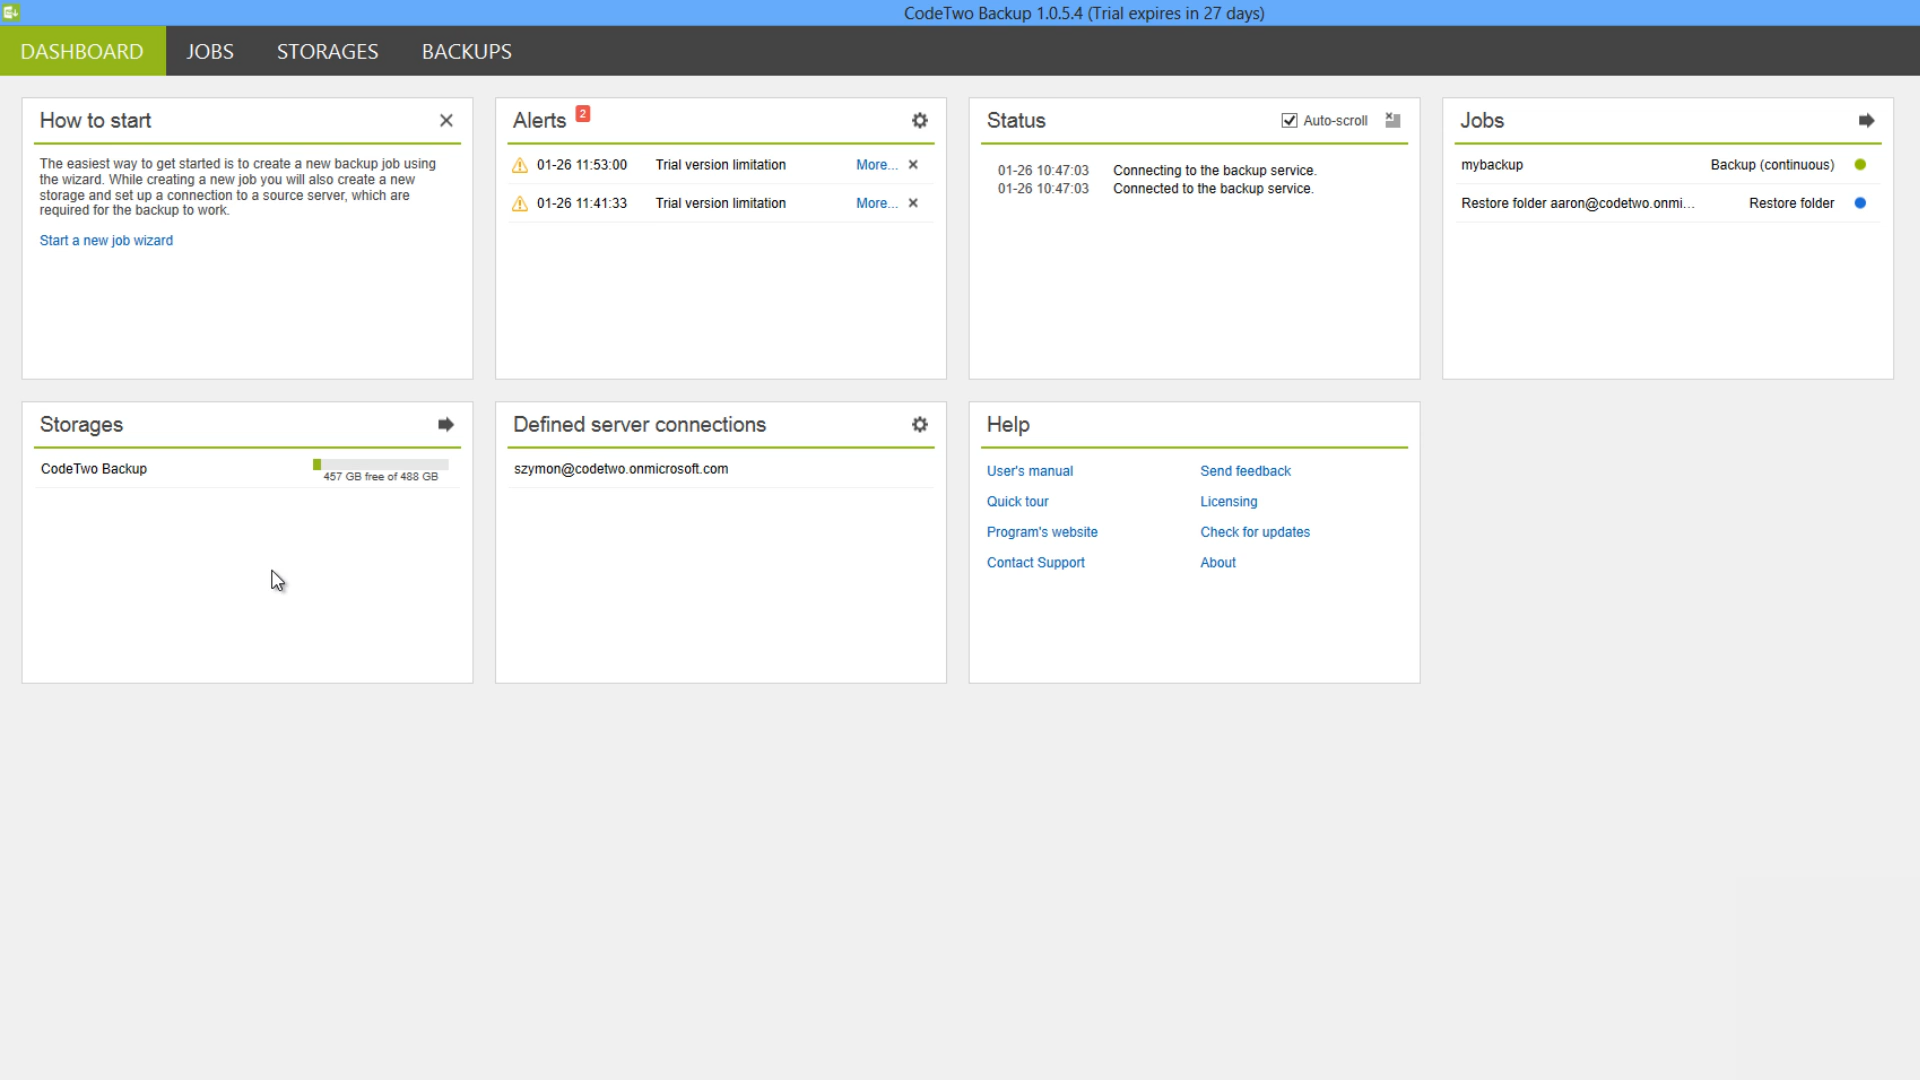 CodeTwo Backup 1.0.5.4 (Trial expires in 27 days)
DASHBOARD JOBS STORAGES BACKUPS
How to start
The easiest way to get started is to create a new backup job using
the wizard. While creating a new job you will also create a new
storage and set up a connection to a source server, which are
required for the backup to work.
Start a new job wizard
Alerts 2
01-26 11:53:00 Trial version limitation More...
01-26 11:41:33 Trial version limitation More...
Status Auto-scroll
01-26 10:47:03 Connecting to the backup service.
01-26 10:47:03 Connected to the backup service.
Jobs
mybackup Backup (continuous)
Restore folder aaron@codetwo.onmi... Restore folder
Storages
CodeTwo Backup
457 GB free of 488 GB
Defined server connections
szymon@codetwo.onmicrosoft.com
Help
User's manual Send feedback
Quick tour Licensing
Program's website Check for updates
Contact Support About